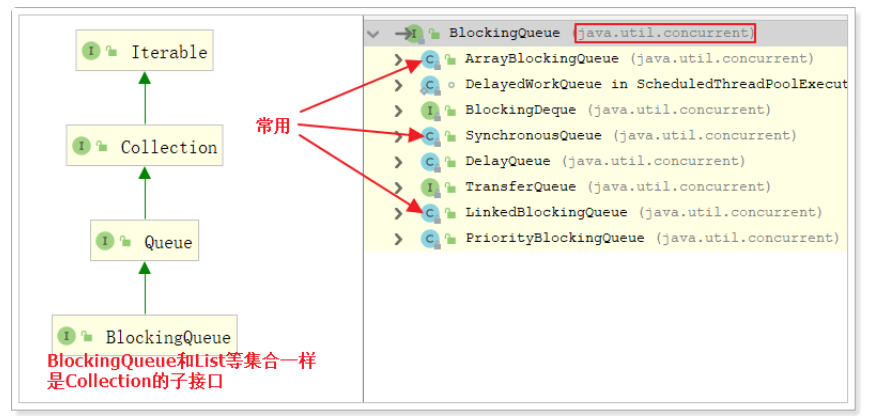 Iterable
Collection
Queue
BlockingQueue
BlockingQueue和List等集合一样
是Collection的子接口
常用
BlockingQueue (java.util.concurrent)
ArrayBlockingQueue (java.util.concurrent)
DelayedWorkQueue in ScheduledThreadPoolExecut
BlockingDeque (java.util.concurrent)
SynchronousQueue (java.util.concurrent)
DelayQueue (java.util.concurrent)
TransferQueue (java.util.concurrent)
LinkedBlockingQueue (java.util.concurrent)
PriorityBlockingQueue (java.util.concurrent)